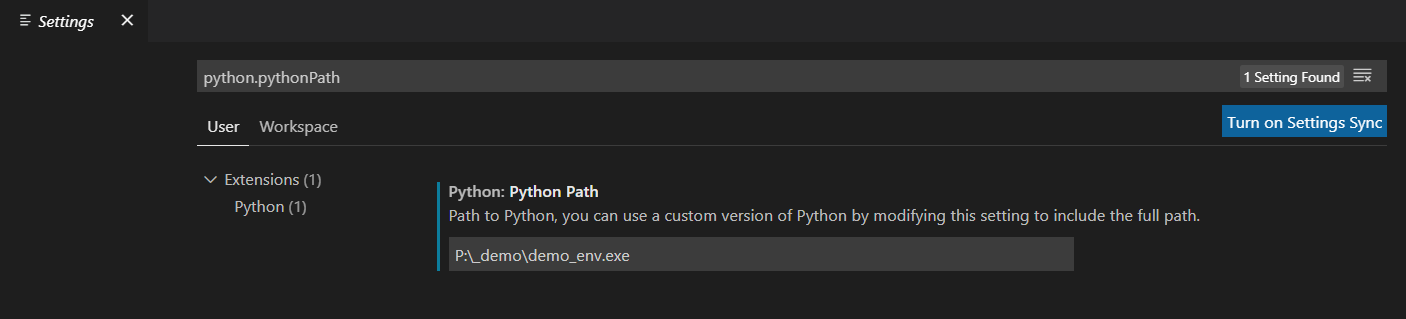 Settings
python.pythonPath
1 Setting Found
User Workspace
Turn on Settings Sync
Extensions (1)
Python (1)
Python: Python Path
Path to Python, you can use a custom version of Python by modifying this setting to include the full path.
P:\_demo\demo_env.exe